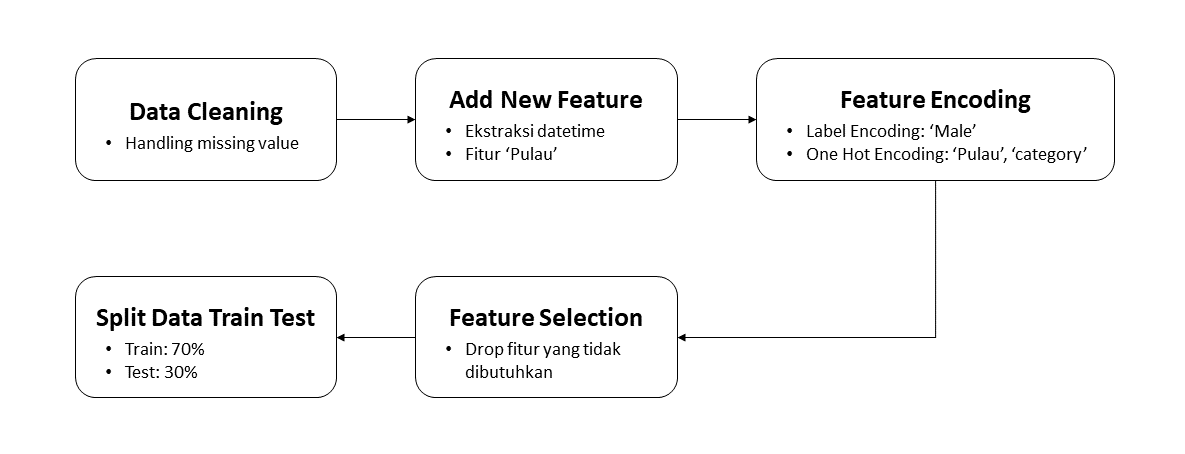 Data Cleaning
• Handling missing value
Add New Feature
• Ekstraksi datetime
• Fitur ‘Pulau’
Feature Encoding
• Label Encoding: ‘Male’
• One Hot Encoding: ‘Pulau’, ‘category’
Feature Selection
• Drop fitur yang tidak
dibutuhkan
Split Data Train Test
• Train: 70%
• Test: 30%